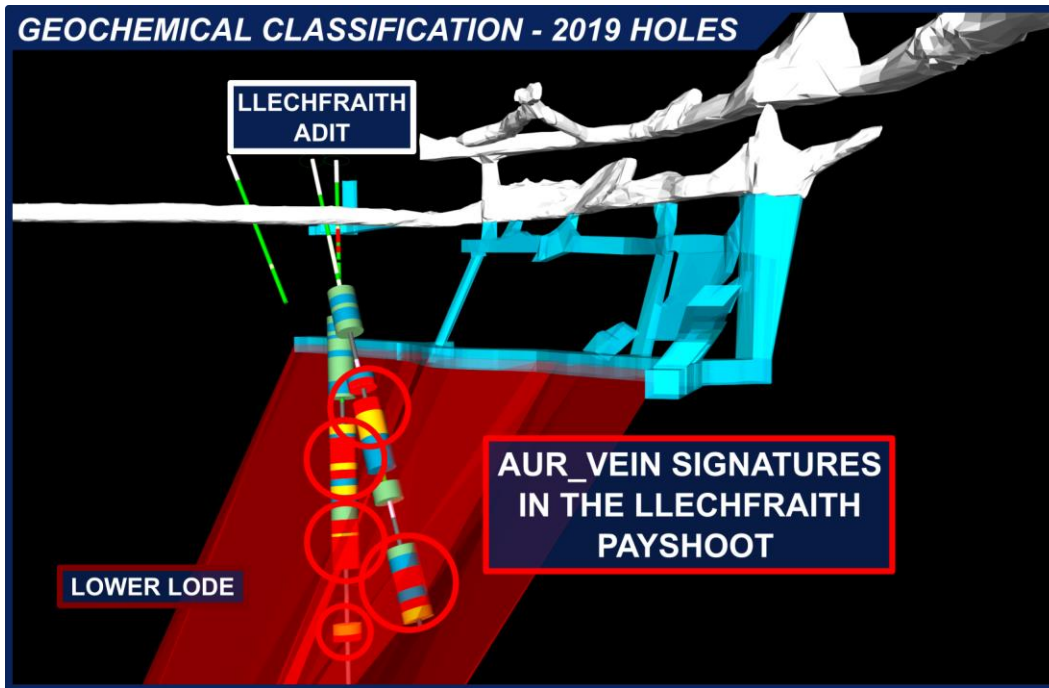 GEOCHEMICAL CLASSIFICATION - 2019 HOLES
LLECHFRAITH
ADIT
AUR_VEIN SIGNATURES
IN THE LLECHFRAITH
PAYSHOOT
LOWER LODE